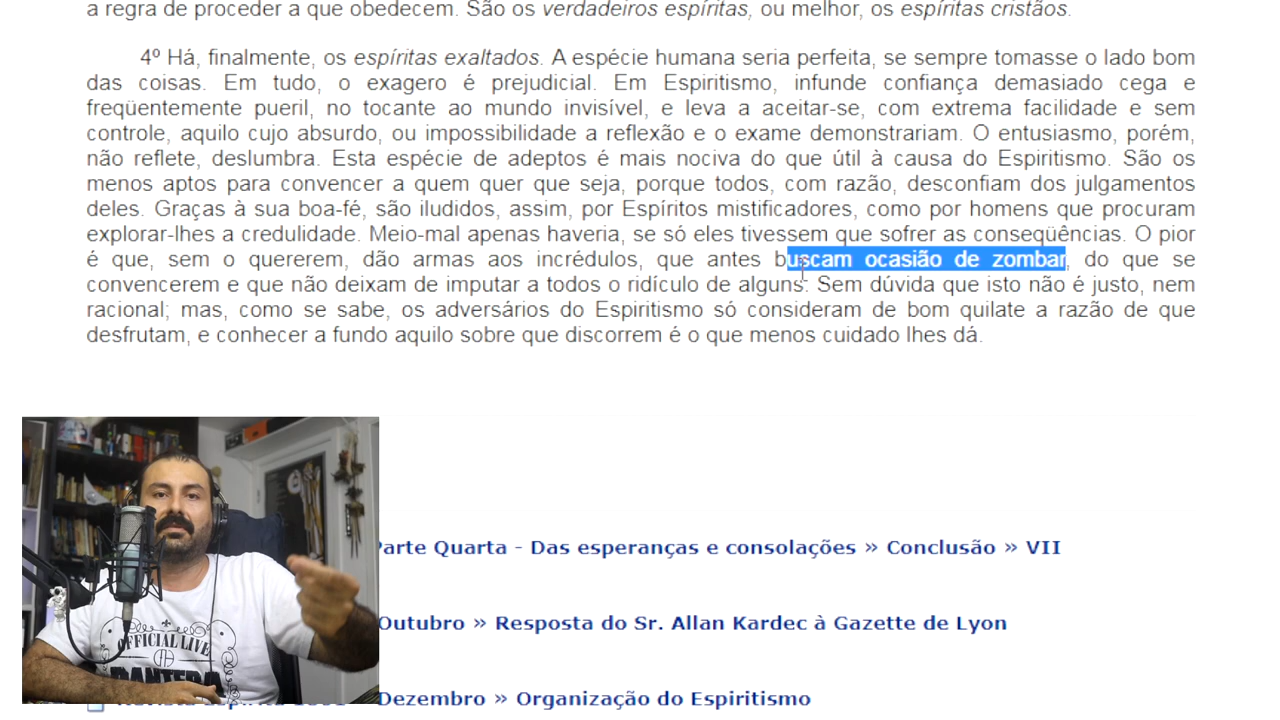 a regra de proceder a que obedecem. São os verdadeiros espíritas, ou melhor, os espíritas cristãos.
4º Há, finalmente, os espíritas exaltados. A espécie humana seria perfeita, se sempre tomasse o lado bom
das coisas. Em tudo, o exagero é prejudicial. Em Espiritismo, infunde confiança demasiado cega e
freqüentemente pueril, no tocante ao mundo invisível, e leva a aceitar-se, com extrema facilidade e sem
controle, aquilo cujo absurdo, ou impossibilidade a reflexão e o exame demonstrariam. O entusiasmo, porém,
não reflete, deslumbra. Esta espécie de adeptos é mais nociva do que útil à causa do Espiritismo. São os
menos aptos para convencer a quem quer que seja, porque todos, com razão, desconfiam dos julgamentos
deles. Graças à sua boa-fé, são iludidos, assim, por Espíritos mistificadores, como por homens que procuram
explorar-lhes a credulidade. Meio-mal apenas haveria, se só eles tivessem que sofrer as conseqüências. O pior
é que, sem o quererem, dão armas aos incrédulos, que antes buscam ocasião de zombar, do que se
convencerem e que não deixam de imputar a todos o ridículo de alguns. Sem dúvida que isto não é justo, nem
racional; mas, como se sabe, os adversários do Espiritismo só consideram de bom quilate a razão de que
desfrutam, e conhecer a fundo aquilo sobre que discorrem é o que menos cuidado lhes dá.
Parte Quarta - Das esperanças e consolações » Conclusão » VII
Outubro » Resposta do Sr. Allan Kardec à Gazette de Lyon
Dezembro » Organização do Espiritismo
OFFICIAL LIVE
PANTERA